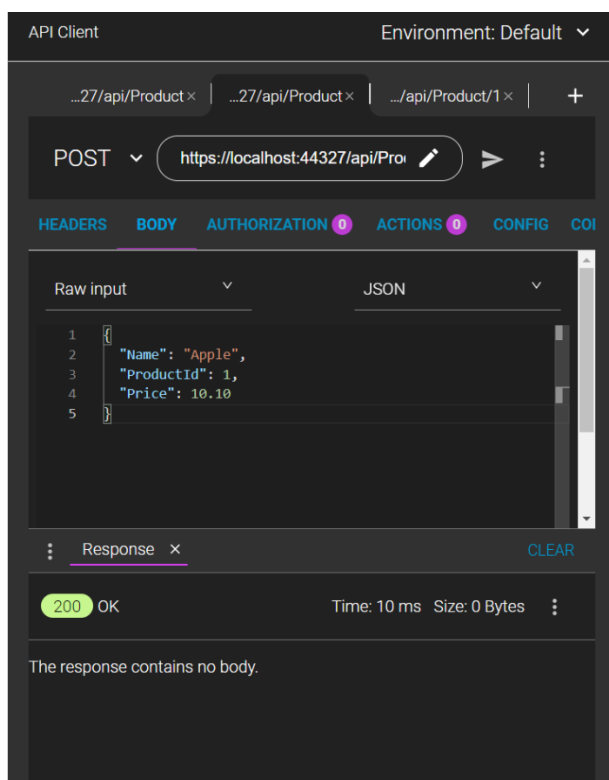 API Client Environment: Default
...27/api/Product × ...27/api/Product × .../api/Product/1 × +
POST https://localhost:44327/api/Pro
HEADERS BODY AUTHORIZATION 0 ACTIONS 0 CONFIG
Raw input JSON
1 {
2 "Name": "Apple",
3 "ProductId": 1,
4 "Price": 10.10
5 }
Response × CLEAR
200 OK Time: 10 ms Size: 0 Bytes
The response contains no body.